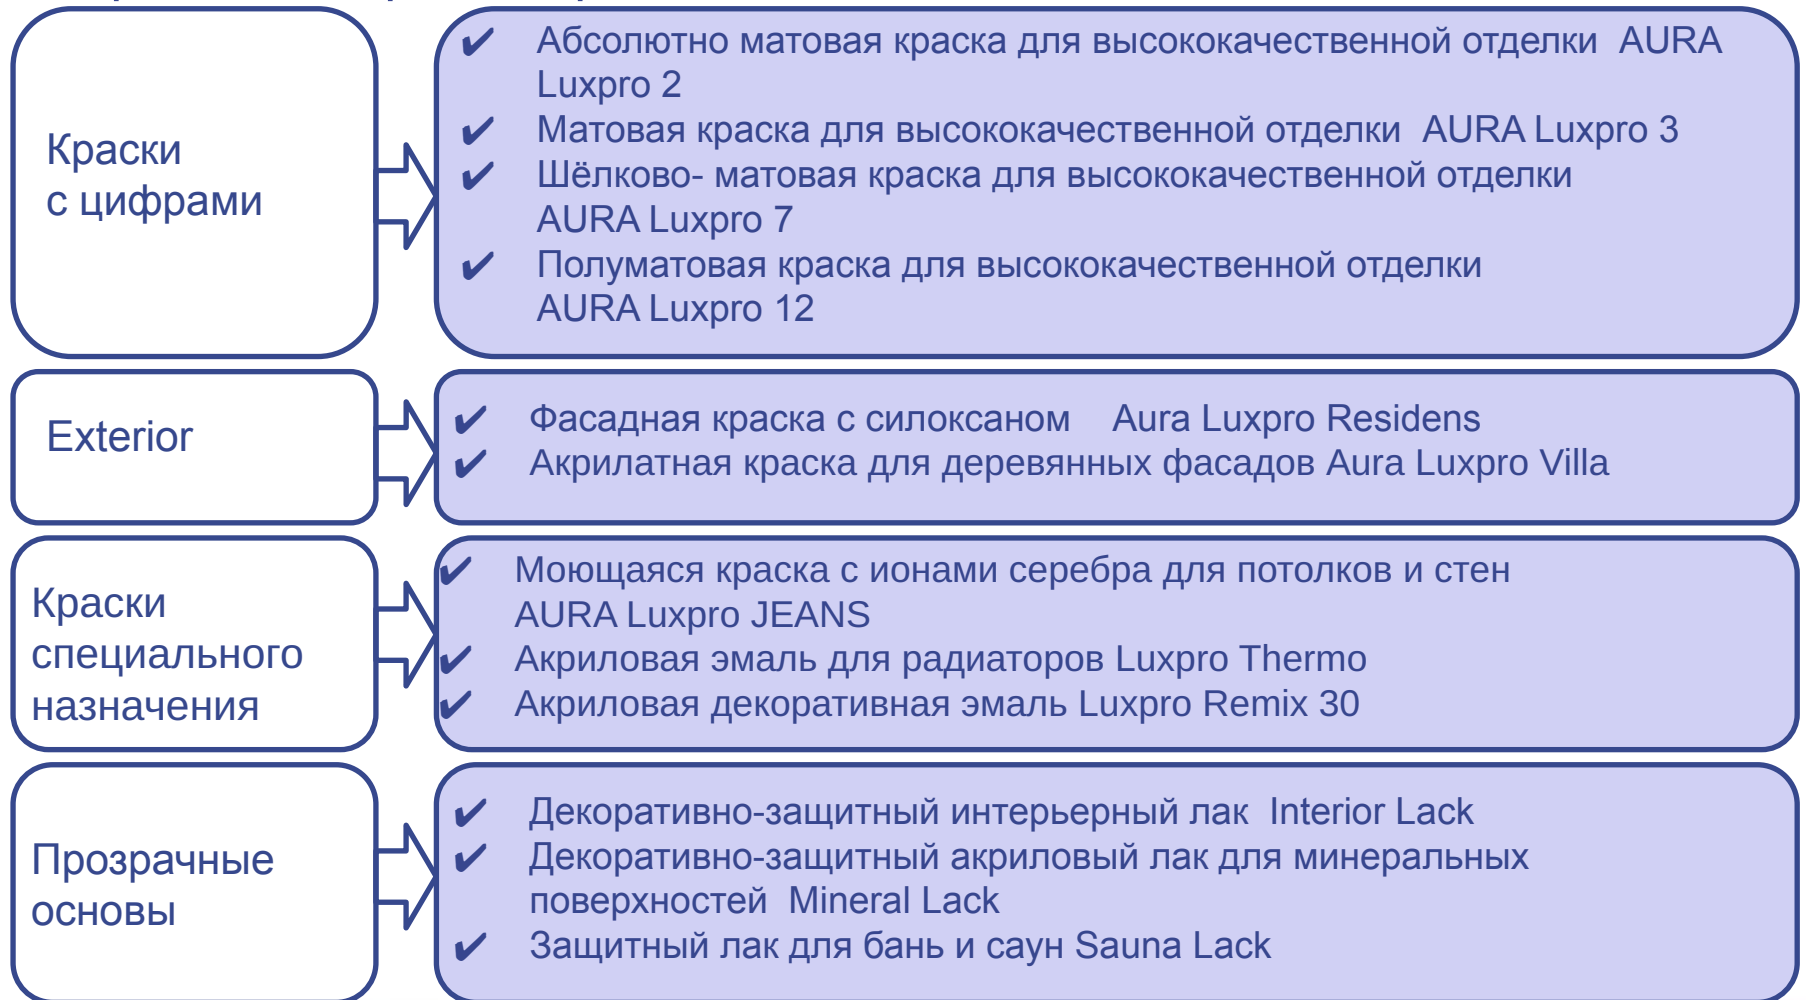 Краски
с цифрами
✔ Абсолютно матовая краска для высококачественной отделки AURA
Luxpro 2
✔ Матовая краска для высококачественной отделки AURA Luxpro 3
✔ Шёлково- матовая краска для высококачественной отделки
AURA Luxpro 7
✔ Полуматовая краска для высококачественной отделки
AURA Luxpro 12
Exterior
✔ Фасадная краска с силоксаном Aura Luxpro Residens
✔ Акрилатная краска для деревянных фасадов Aura Luxpro Villa
Краски
специального
назначения
✔ Моющаяся краска с ионами серебра для потолков и стен
AURA Luxpro JEANS
✔ Акриловая эмаль для радиаторов Luxpro Thermo
✔ Акриловая декоративная эмаль Luxpro Remix 30
Прозрачные
основы
✔ Декоративно-защитный интерьерный лак Interior Lack
✔ Декоративно-защитный акриловый лак для минеральных
поверхностей Mineral Lack
✔ Защитный лак для бань и саун Sauna Lack